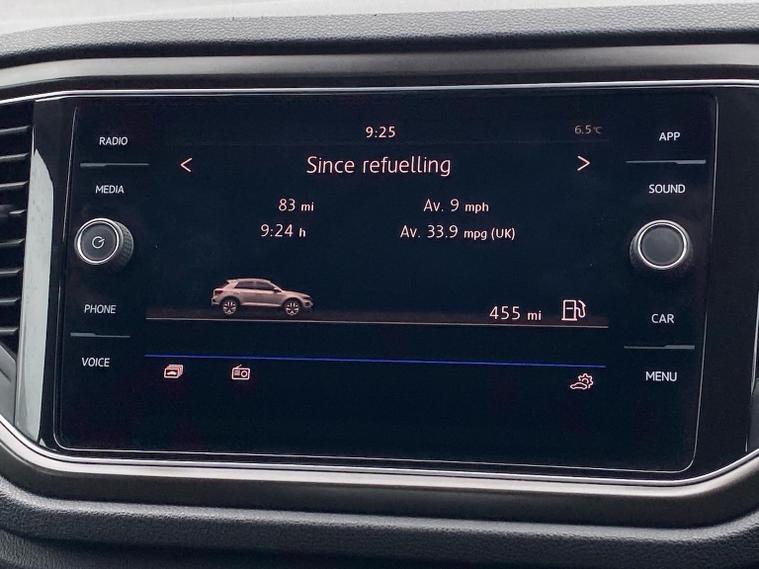 RADIO
MEDIA
PHONE
VOICE
9:25
6.5°C
< Since refuelling >
83 mi
Av. 9 mph
9:24 h
Av. 33.9 mpg (UK)
455 mi
APP
SOUND
CAR
MENU